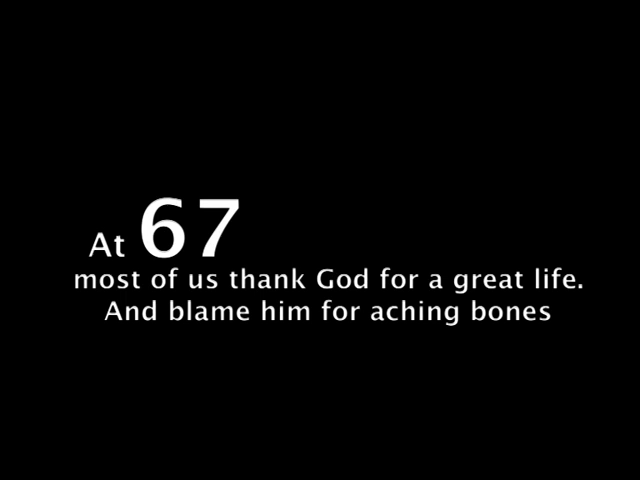 At 67
most of us thank God for a great life.
And blame him for aching bones